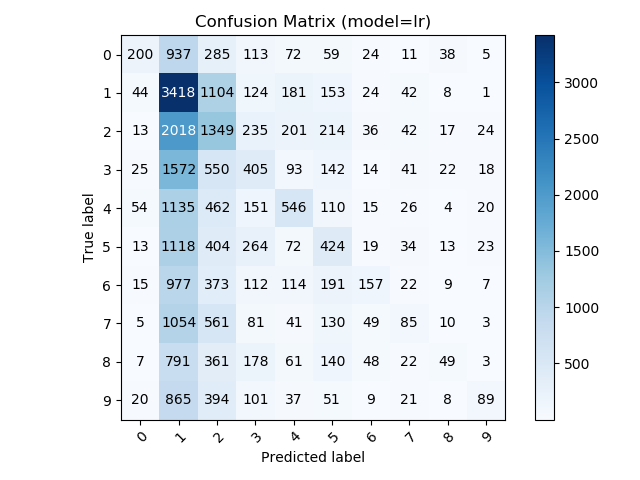 Confusion Matrix (model=lr)
0 200 937 285 113 72 59 24 11 38 5
1 44 3418 1104 124 181 153 24 42 8 1
2 13 2018 1349 235 201 214 36 42 17 24
3 25 1572 550 405 93 142 14 41 22 18
4 54 1135 462 151 546 110 15 26 4 20
5 13 1118 404 264 72 424 19 34 13 23
6 15 977 373 112 114 191 157 22 9 7
7 5 1054 561 81 41 130 49 85 10 3
8 7 791 361 178 61 140 48 22 49 3
9 20 865 394 101 37 51 9 21 8 89
0 1 2 3 4 5 6 7 8 9
Predicted label
True label
3000
2500
2000
1500
1000
500